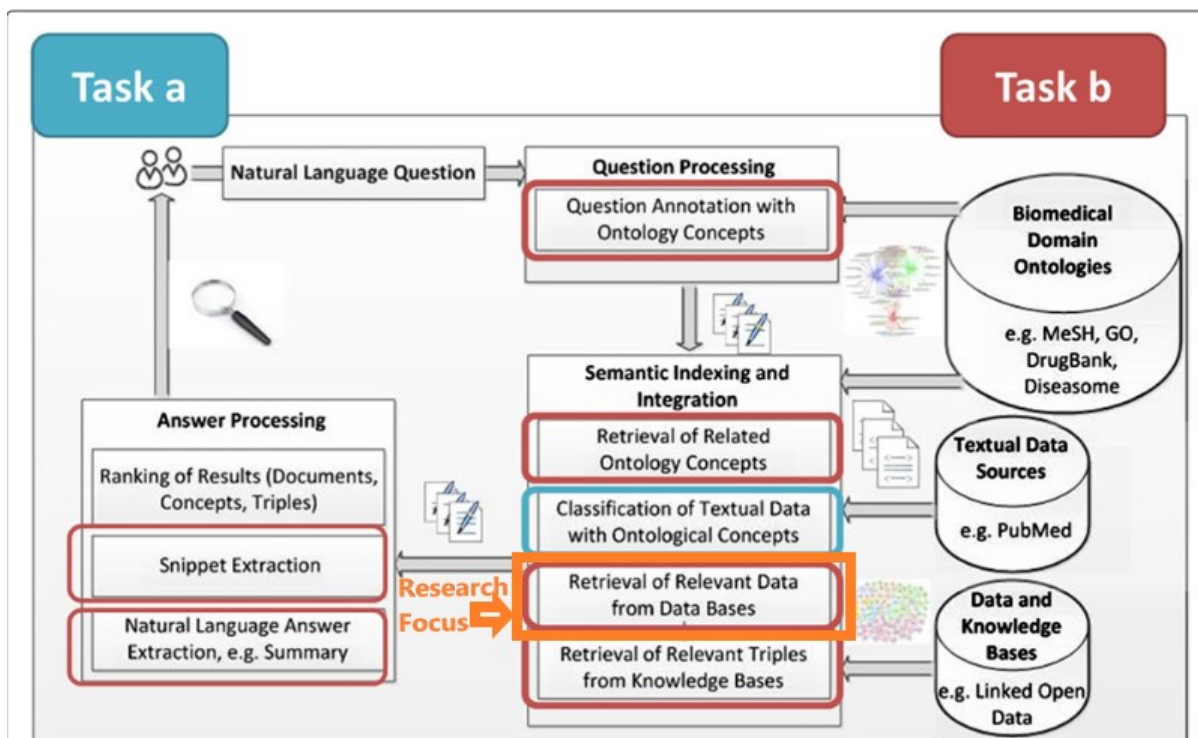 Task a
Task b
Natural Language
Question
Question Processing
Question Annotation with
Ontology Concepts
Biomedical
Domain
Ontologies
e.g. MeSH, GO,
DrugBank,
Diseasome
Semantic Indexing and
Integration
Retrieval of Related
Ontology Concepts
Classification of Textual Data
with Ontological Concepts
Retrieval of Relevant Data
from Data Bases
Retrieval of Relevant Triples
from Knowledge Bases
Textual Data
Sources
e.g. PubMed
Data and
Knowledge
Bases
e.g. Linked Open
Data
Research
Focus
Answer Processing
Ranking of Results (Documents,
Concepts, Triples)
Snippet Extraction
Natural Language Answer
Extraction, e.g. Summary